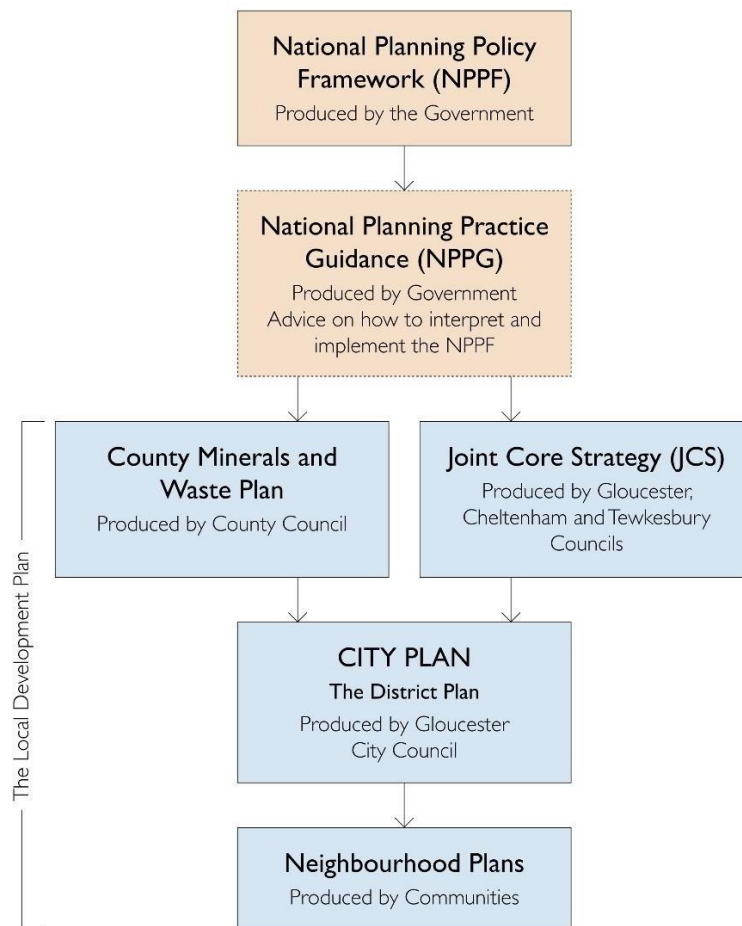 National Planning Policy
Framework (NPPF)
Produced by the Government
National Planning Practice
Guidance (NPPG)
Produced by Government
Advice on how to interpret and
implement the NPPF
The Local Development Plan
County Minerals and
Waste Plan
Produced by County Council
Joint Core Strategy (JCS)
Produced by Gloucester,
Cheltenham and Tewkesbury
Councils
CITY PLAN
The District Plan
Produced by Gloucester
City Council
Neighbourhood Plans
Produced by Communities